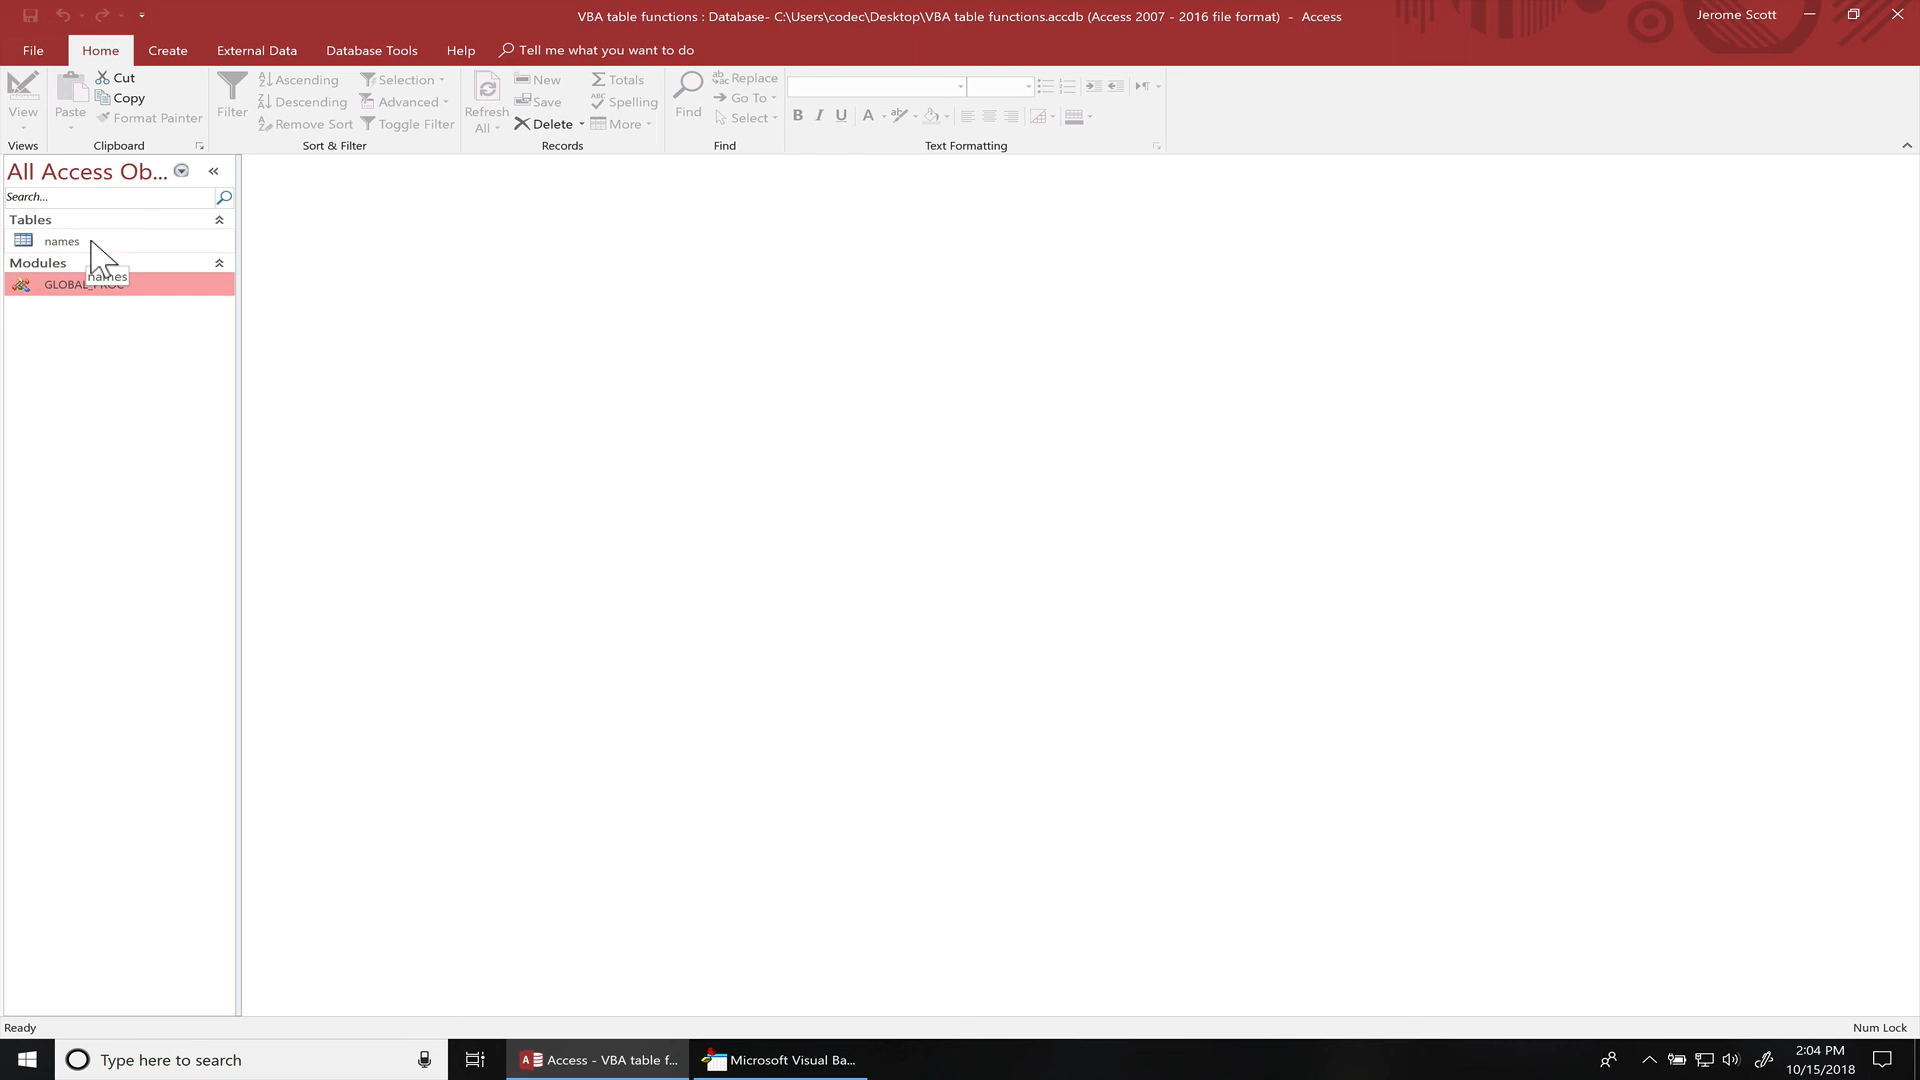 VBA table functions : Database- C:\Users\codec\Desktop\VBA table functions.accdb (Access 2007 - 2016 file format) - Access
Jerome Scott
File Home Create External Data Database Tools Help Tell me what you want to do
View
Views
Paste
Cut
Copy
Format Painter
Clipboard
Filter
Ascending
Descending
Remove Sort
Selection
Advanced
Toggle Filter
Sort & Filter
Refresh
All
New
Save
Delete
Totals
Spelling
More
Records
Find
Replace
Go To
Select
Find
B I U A
Text Formatting
All Access Ob...
Search...
Tables
names
Modules
names
Ready
Num Lock
Type here to search
Access - VBA table f...
Microsoft Visual Ba...
2:04 PM
10/15/2018